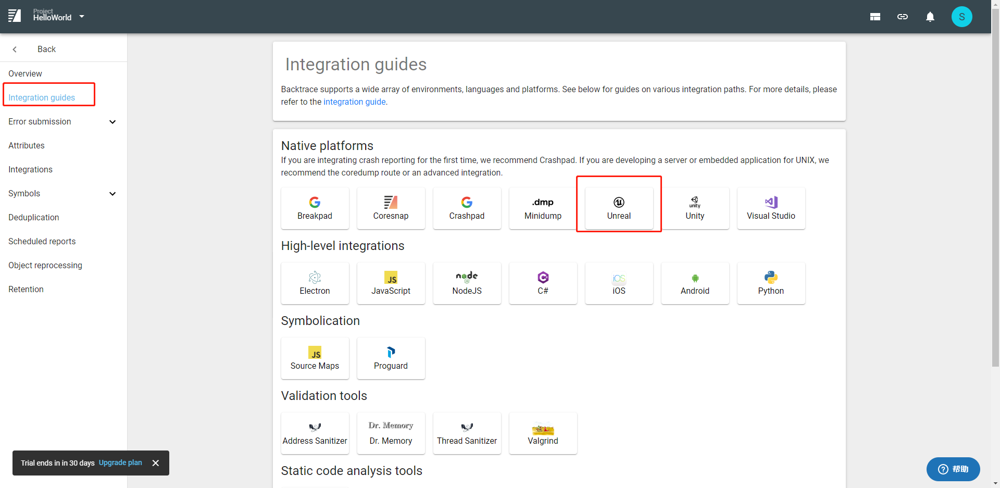 Project
HelloWorld
S
Back
Overview
Integration guides
Error submission
Attributes
Integrations
Symbols
Deduplication
Scheduled reports
Object reprocessing
Retention
Trial ends in in 30 days Upgrade plan
Integration guides
Backtrace supports a wide array of environments, languages and platforms. See below for guides on various integration paths. For more details, please
refer to the integration guide.
Native platforms
If you are integrating crash reporting for the first time, we recommend Crashpad. If you are developing a server or embedded application for UNIX, we
recommend the coredump route or an advanced integration.
Breakpad
Coresnap
Crashpad
.dmp
Minidump
Unreal
unity
Unity
Visual Studio
High-level integrations
Electron
JS
JavaScript
node
JS
NodeJS
C#
iOS
iOS
Android
Python
Symbolication
JS
Source Maps
Proguard
Validation tools
Address Sanitizer
Dr. Memory
Dr. Memory
Thread Sanitizer
Valgrind
Static code analysis tools
帮助